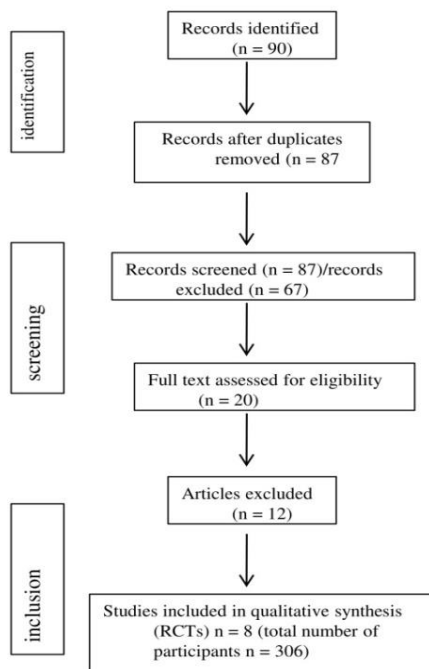 identification
Records identified
(n = 90)
Records after duplicates
removed (n = 87
screening
Records screened (n = 87)/records
excluded (n = 67)
Full text assessed for eligibility
(n = 20)
inclusion
Articles excluded
(n = 12)
Studies included in qualitative synthesis
(RCTs) n = 8 (total number of
participants n = 306)